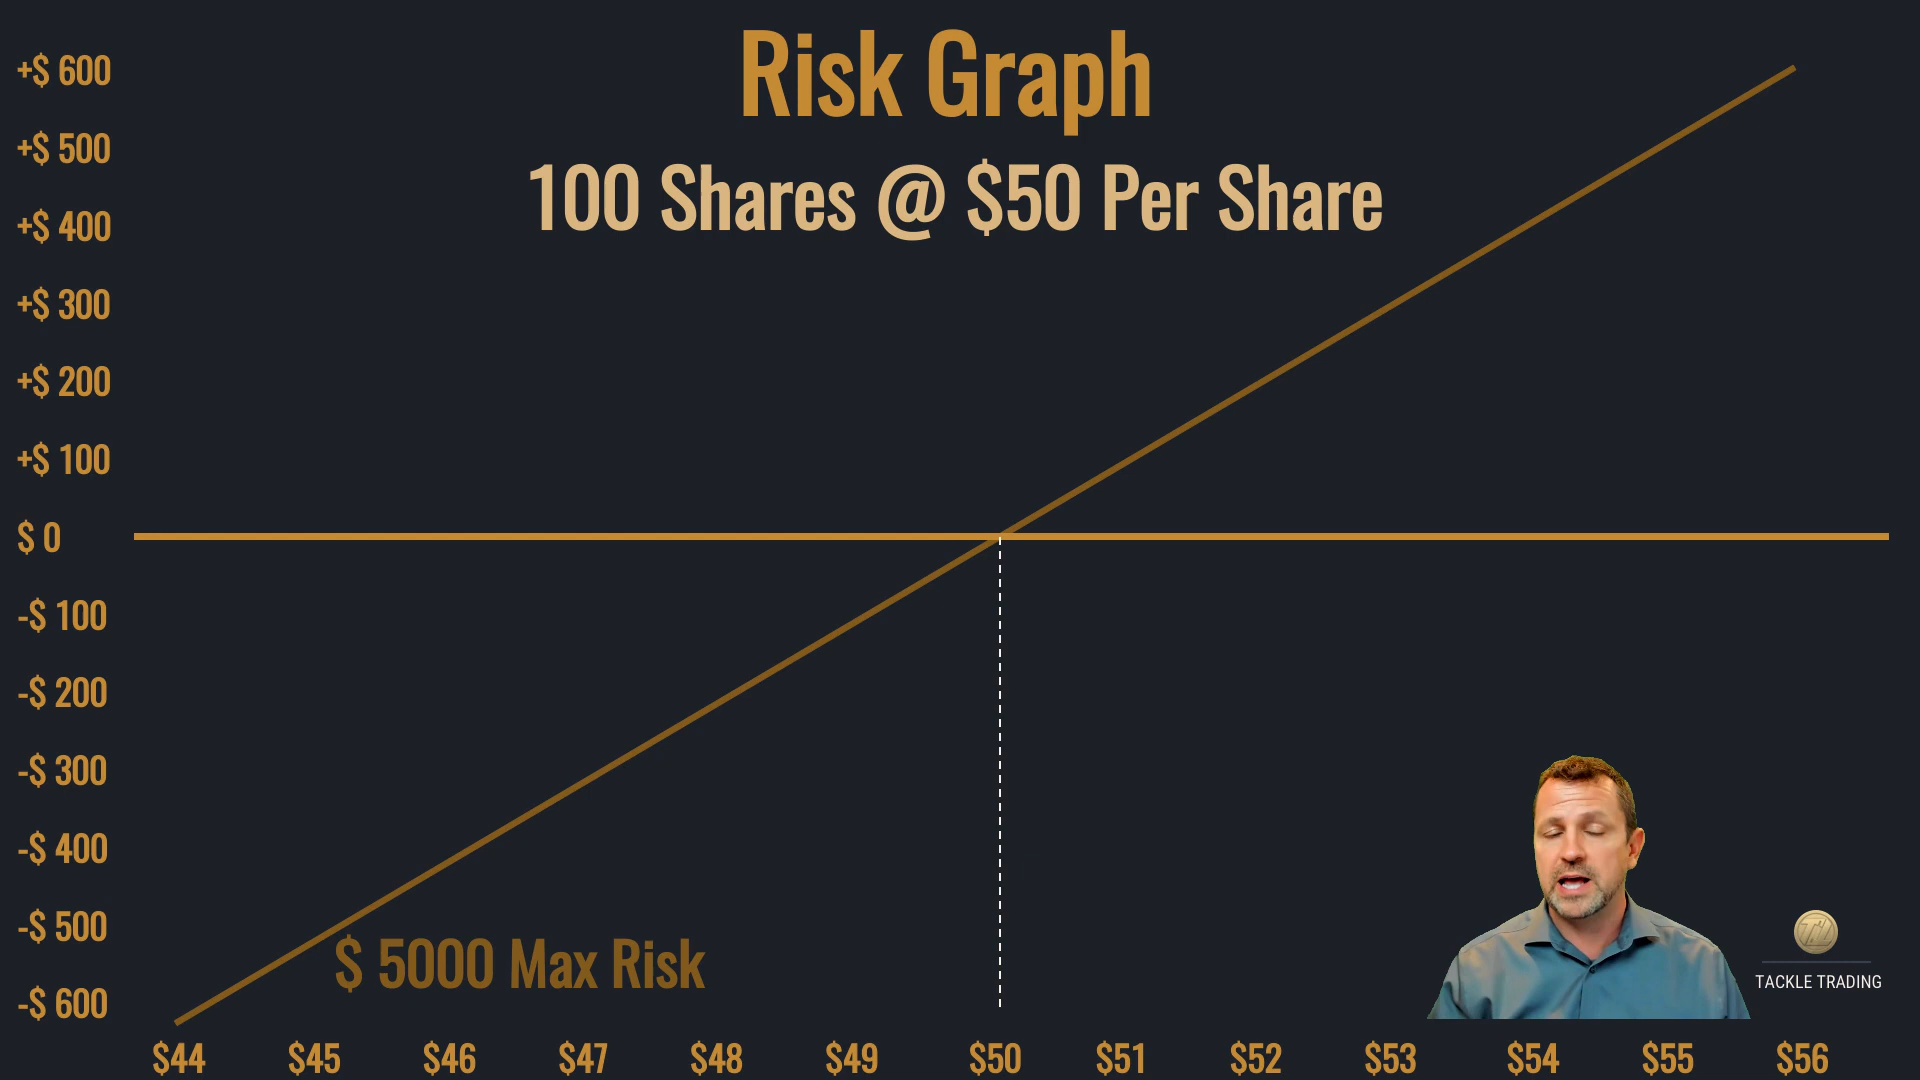 Risk Graph
100 Shares @ $50 Per Share
+$ 600
+$ 500
+$ 400
+$ 300
+$ 200
+$ 100
$ 0
-$ 100
-$ 200
-$ 300
-$ 400
-$ 500
-$ 600
$ 5000 Max Risk
TACKLE TRADING
$44 $45 $46 $47 $48 $49 $50 $51 $52 $53 $54 $55 $56